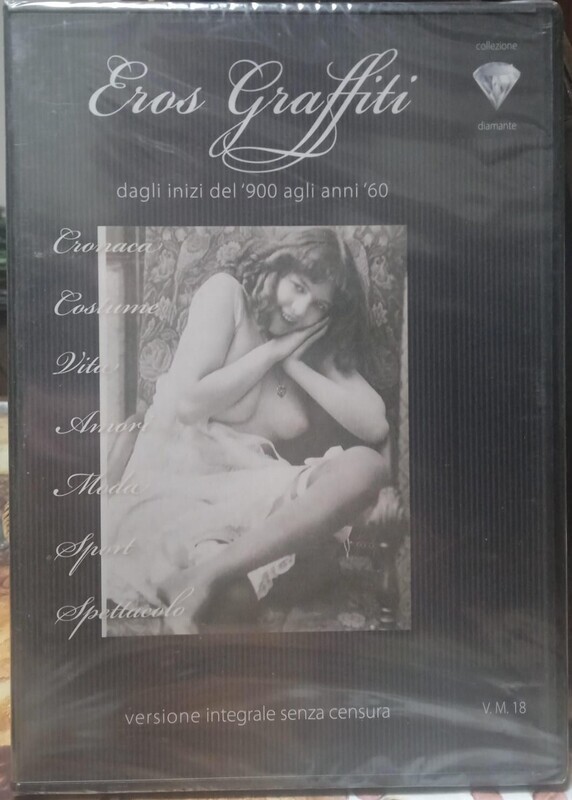 collezione
diamante
Eros Graffiti
dagli inizi del '900 agli anni '60
Cronaca
Costume
Vita
Amori
Moda
Sport
Spettacolo
versione integrale senza censura
V. M. 18